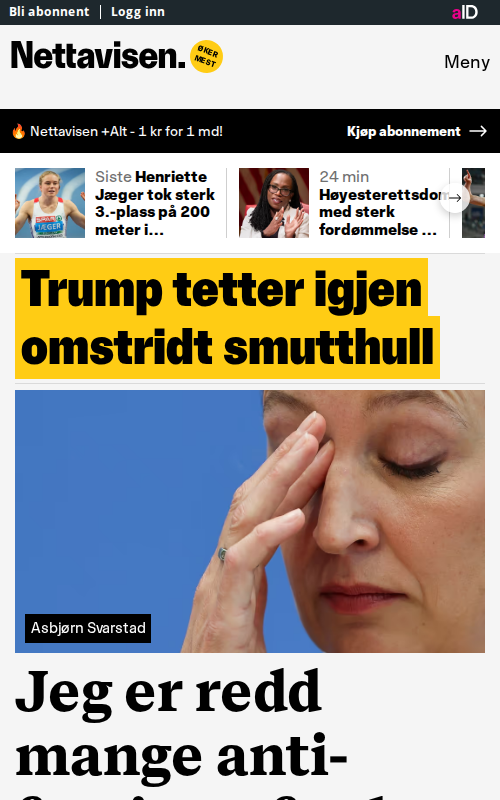 Bli abonnent
Logg inn
aID
Nettavisen.
ØKER
MEST
Meny
🔥 Nettavisen +Alt - 1 kr for 1 md!
Kjøp abonnement
Siste Henriette
Jæger tok sterk
3.-plass på 200
meter i...
24 min
Høyesterettsdom
med sterk
fordømmelse ...
JÆGER
Trump tetter igjen
omstridt smutthull
Asbjørn Svarstad
Jeg er redd
mange anti-